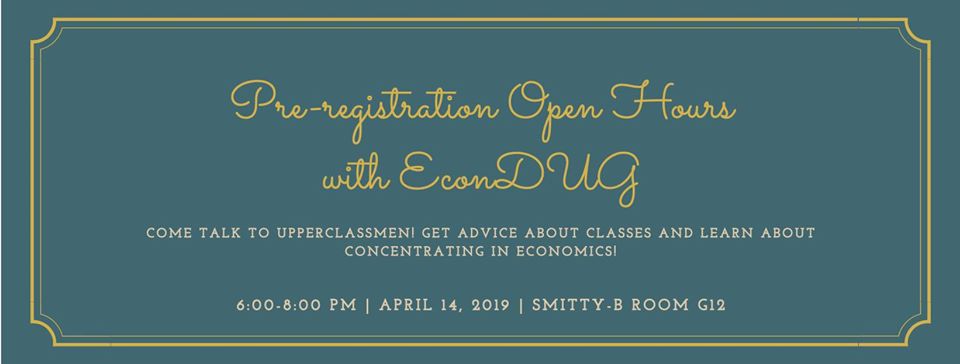 Pre-registration Open Hours
with EconDUG
COME TALK TO UPPERCLASSMEN! GET ADVICE ABOUT CLASSES AND LEARN ABOUT
CONCENTRATING IN ECONOMICS!
6:00-8:00 PM | APRIL 14, 2019 | SMITTY-B ROOM G12